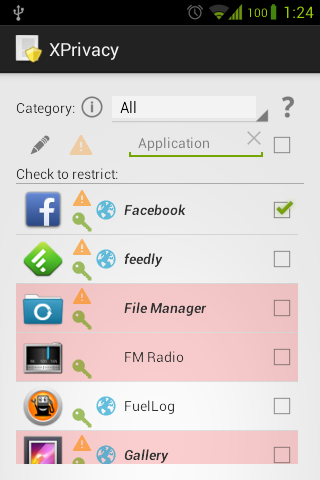 100 1:24
XPrivacy
Category: i All ?
Application
Check to restrict:
f Facebook
feedly
File Manager
FM Radio
FuelLog
Gallery